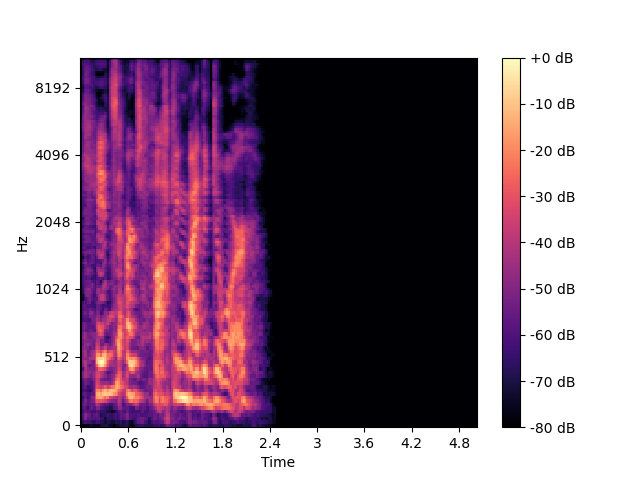 +0 dB
8192
-10 dB
4096
-20 dB
-30 dB
2048
Hz
-40 dB
1024
-50 dB
-60 dB
512
-70 dB
0
-80 dB
0 0.6 1.2 1.8 2.4 3 3.6 4.2 4.8
Time